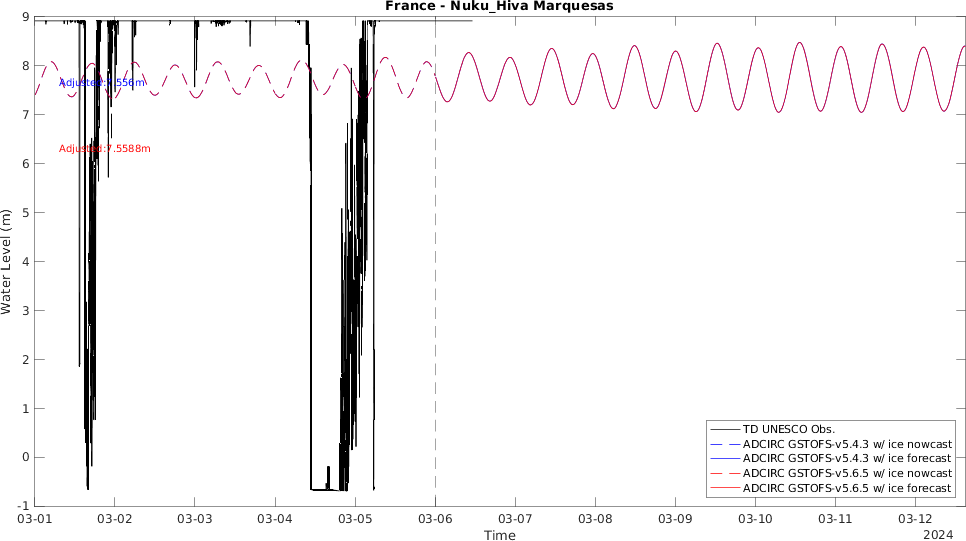 France - Nuku_Hiva Marquesas
9
8
7
6
5
4
3
2
1
0
-1
Water Level (m)
Adjusted:7.556m
Adjusted:7.5588m
TD UNESCO Obs.
ADCIRC GSTOFS-v5.4.3 w/ ice nowcast
ADCIRC GSTOFS-v5.4.3 w/ ice forecast
ADCIRC GSTOFS-v5.6.5 w/ ice nowcast
ADCIRC GSTOFS-v5.6.5 w/ ice forecast
03-01 03-02 03-03 03-04 03-05 03-06 03-07 03-08 03-09 03-10 03-11 03-12
Time
2024